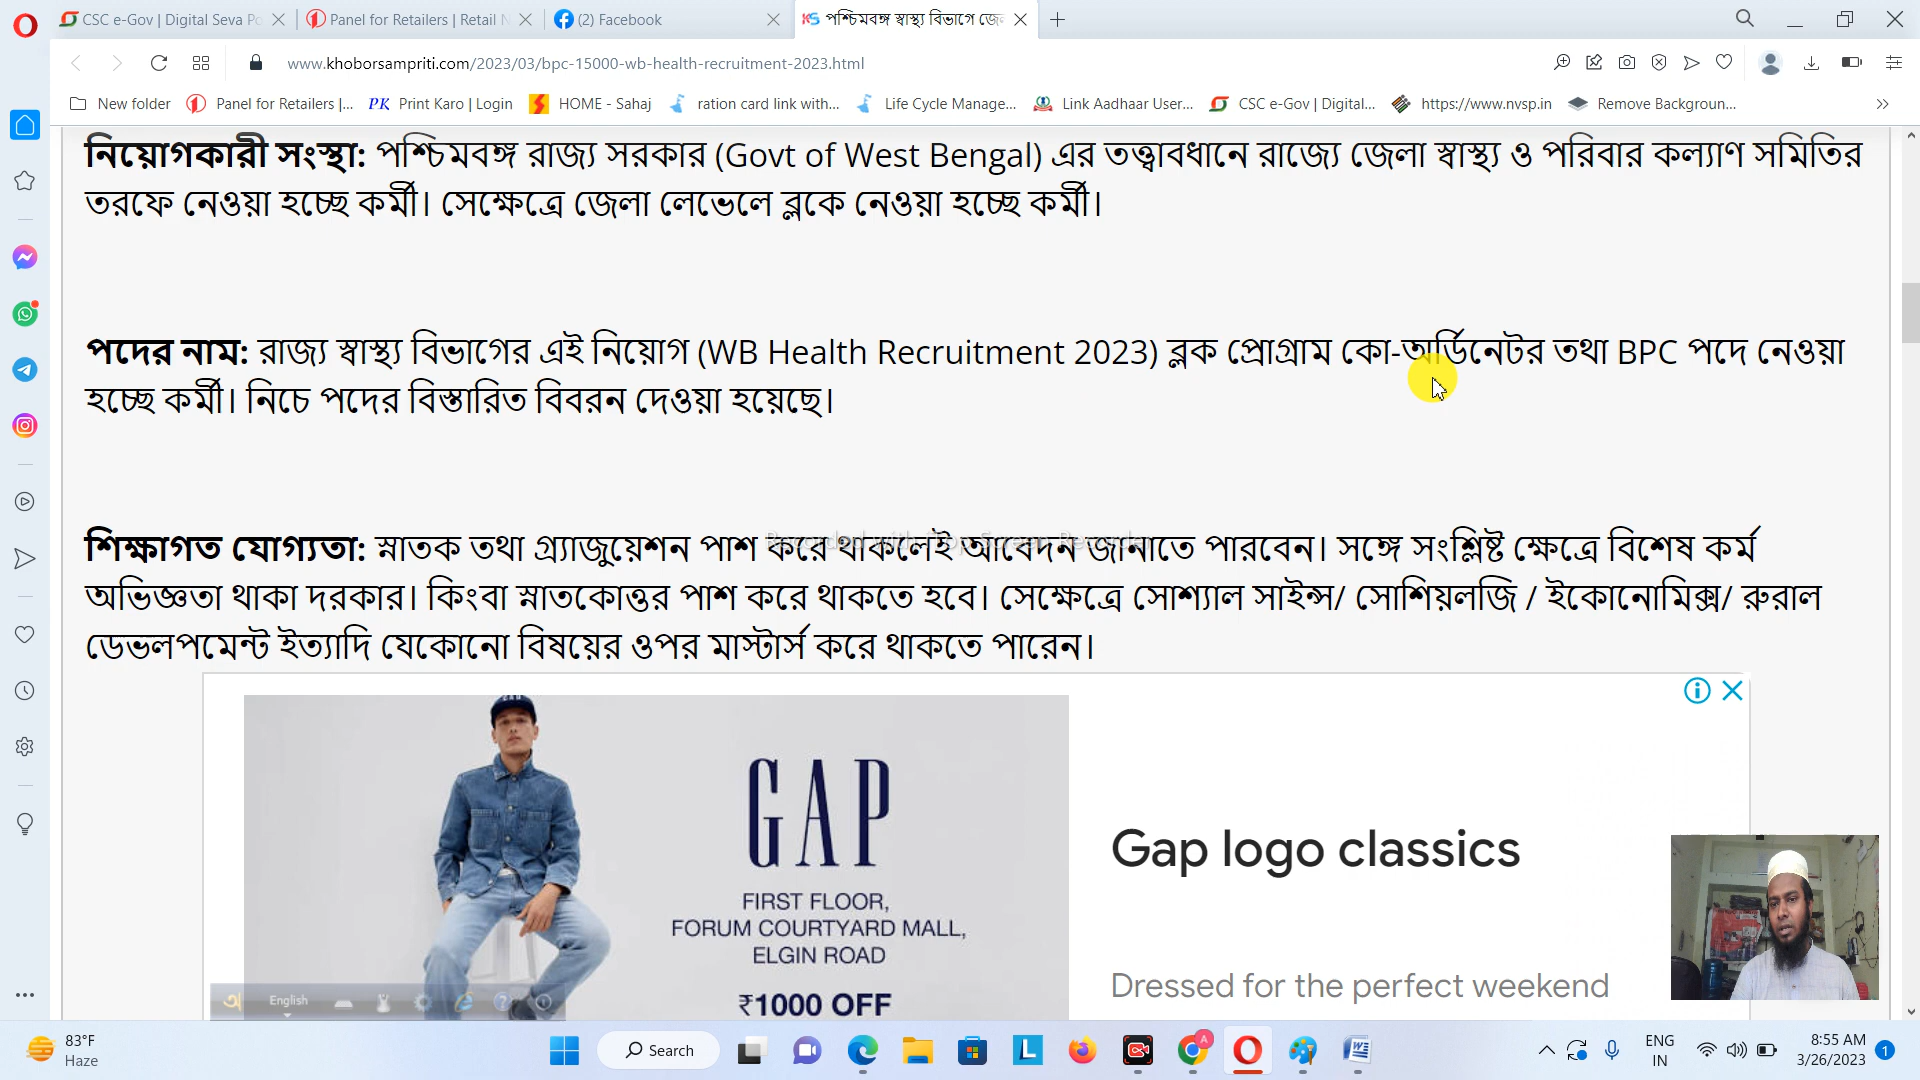 CSC e-Gov | Digital Seva Po
Panel for Retailers | Retail N
(2) Facebook
পশ্চিমবঙ্গ স্বাস্থ্য বিভাগে জে
www.khoborsampriti.com/2023/03/bpc-15000-wb-health-recruitment-2023.html
New folder
Panel for Retailers |...
PK Print Karo | Login
HOME - Sahaj
ration card link with...
Life Cycle Manage...
Link Aadhaar User...
CSC e-Gov | Digital...
https://www.nvsp.in
Remove Backgroun...
নিয়োগকারী সংস্থা: পশ্চিমবঙ্গ রাজ্য সরকার (Govt of West Bengal) এর তত্ত্বাবধানে রাজ্যে জেলা স্বাস্থ্য ও পরিবার কল্যাণ সমিতির
তরফে নেওয়া হচ্ছে কর্মী। সেক্ষেত্রে জেলা লেভেলে ব্লকে নেওয়া হচ্ছে কর্মী।
পদের নাম: রাজ্য স্বাস্থ্য বিভাগের এই নিয়োগ (WB Health Recruitment 2023) ব্লক প্রোগ্রাম কো-অর্ডিনেটর তথা BPC পদে নেওয়া
হচ্ছে কর্মী। নিচে পদের বিস্তারিত বিবরন দেওয়া হয়েছে।
Recorded with iTop Screen Recorder
শিক্ষাগত যোগ্যতা: স্নাতক তথা গ্র্যাজুয়েশন পাশ করে থাকলেই আবেদন জানাতে পারবেন। সঙ্গে সংশ্লিষ্ট ক্ষেত্রে বিশেষ কর্ম
অভিজ্ঞতা থাকা দরকার। কিংবা স্নাতকোত্তর পাশ করে থাকতে হবে। সেক্ষেত্রে সোশ্যাল সাইন্স/ সোশিয়লজি / ইকোনোমিক্স/ রুরাল
ডেভলপমেন্ট ইত্যাদি যেকোনো বিষয়ের ওপর মাস্টার্স করে থাকতে পারেন।
GAP
FIRST FLOOR,
FORUM COURTYARD MALL,
ELGIN ROAD
₹1000 OFF
Gap logo classics
Dressed for the perfect weekend
English
83°F
Haze
Search
ENG
IN
8:55 AM
3/26/2023
1